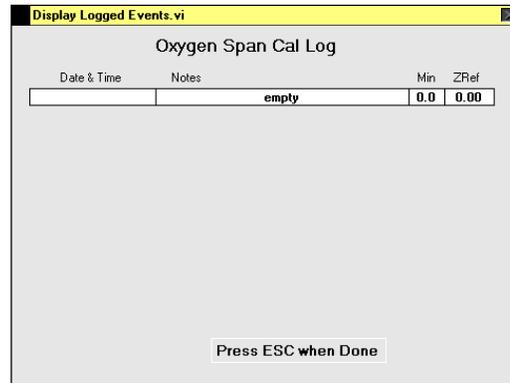 Display Logged Events.vi
Oxygen Span Cal Log
Date & Time Notes Min ZRef
empty 0.0 0.00
Press ESC when Done